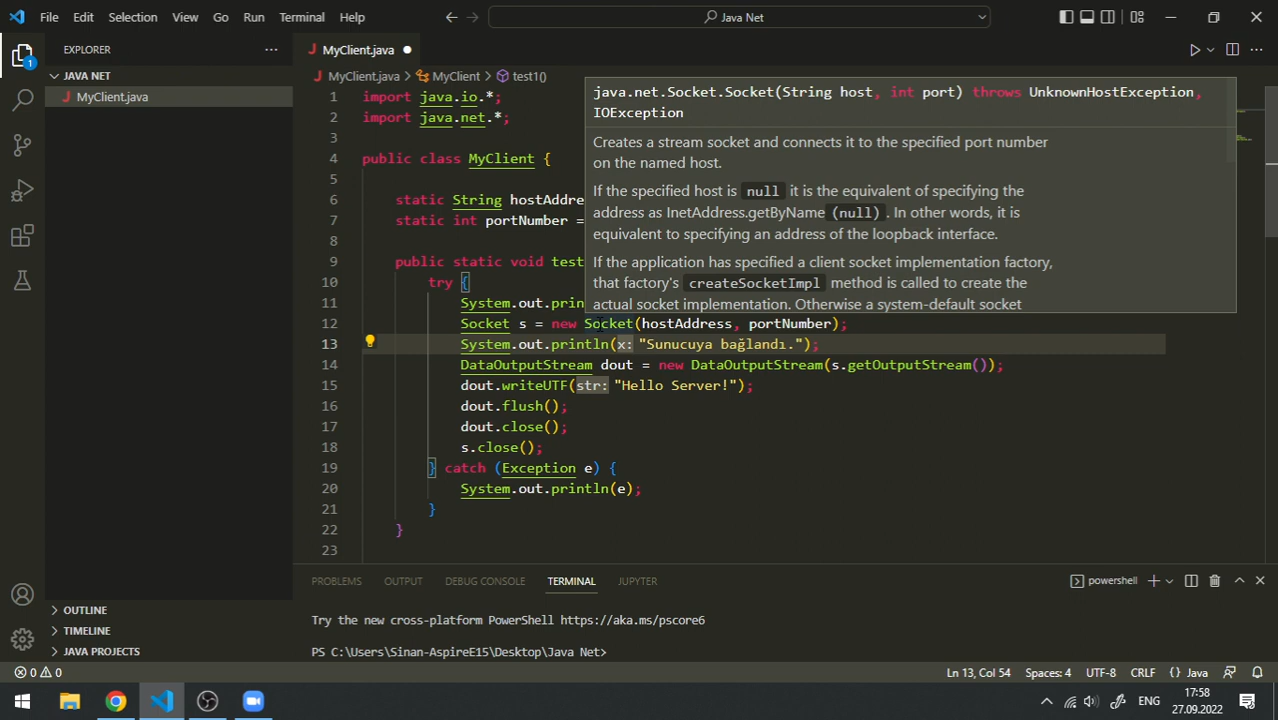 File Edit Selection View Go Run Terminal Help
Java Net
EXPLORER
JAVA NET
MyClient.java
1
MyClient.java
MyClient.java > MyClient > test1()
1 import java.io.*;
2 import java.net.*;
3
4 public class MyClient {
5
6 static String hostAddre
7 static int portNumber =
8
9 public static void test
10 try {
11 System.out.prin
12 Socket s = new Socket(hostAddress, portNumber);
13 System.out.println(x: "Sunucuya bağlandı.");
14 DataOutputStream dout = new DataOutputStream(s.getOutputStream());
15 dout.writeUTF(str: "Hello Server!");
16 dout.flush();
17 dout.close();
18 s.close();
19 } catch (Exception e) {
20 System.out.println(e);
21 }
22 }
23
java.net.Socket.Socket(String host, int port) throws UnknownHostException,
IOException
Creates a stream socket and connects it to the specified port number
on the named host.
If the specified host is null it is the equivalent of specifying the
address as InetAddress.getByName (null). In other words, it is
equivalent to specifying an address of the loopback interface.
If the application has specified a client socket implementation factory,
that factory's createSocketImpl method is called to create the
actual socket implementation. Otherwise a system-default socket
PROBLEMS OUTPUT DEBUG CONSOLE TERMINAL JUPYTER
powershell
Try the new cross-platform PowerShell https://aka.ms/pscore6
PS C:\Users\Sinan-AspireE15\Desktop\Java Net>
OUTLINE
TIMELINE
JAVA PROJECTS
0 0
Ln 13, Col 54 Spaces: 4 UTF-8 CRLF {} Java
ENG
17:58
27.09.2022